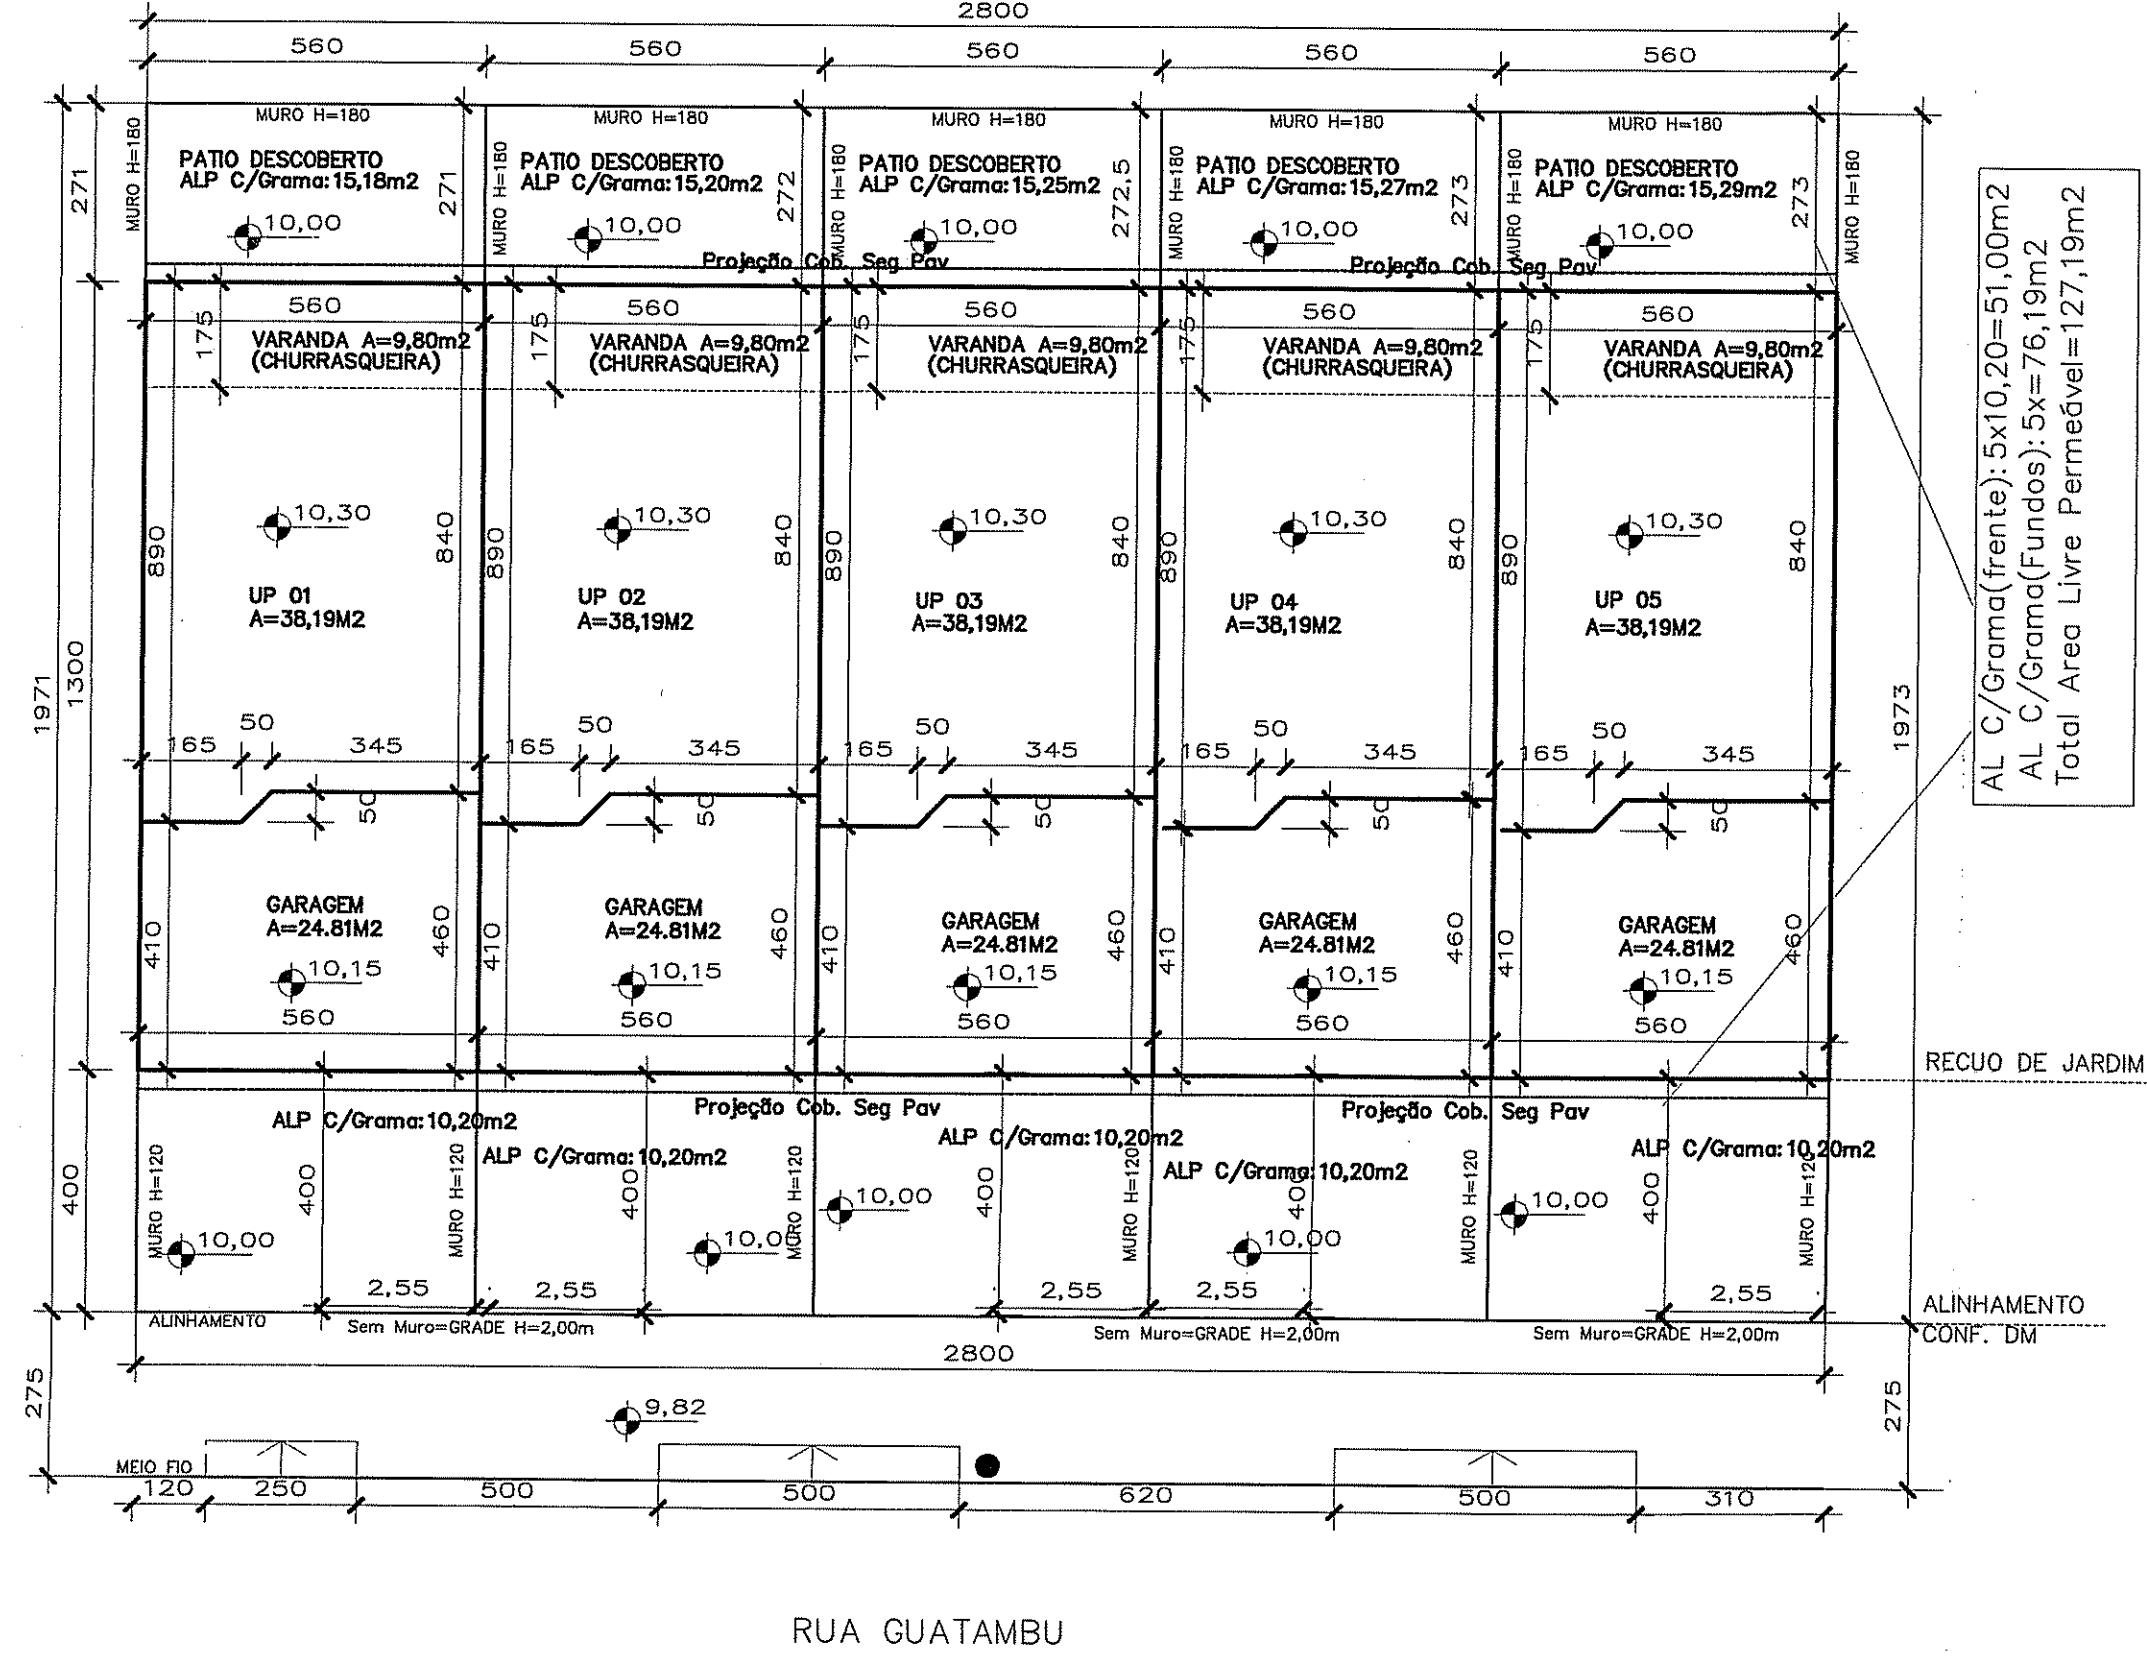 2800
560 560 560 560 560
MURO H=180 MURO H=180 MURO H=180 MURO H=180 MURO H=180
MURO H=180 MURO H=180 MURO H=180 MURO H=180 MURO H=180 MURO H=180
PATIO DESCOBERTO
ALP C/Grama:15,18m2
PATIO DESCOBERTO
ALP C/Grama:15,20m2
PATIO DESCOBERTO
ALP C/Grama:15,25m2
PATIO DESCOBERTO
ALP C/Grama:15,27m2
PATIO DESCOBERTO
ALP C/Grama:15,29m2
271 271 272 272,5 273 273
10,00 10,00 10,00 10,00 10,00
Projeção Cob. Seg Pav Projeção Cob. Seg Pav
560 560 560 560 560
175 175 175 175 175
VARANDA A=9,80m2
(CHURRASQUEIRA)
VARANDA A=9,80m2
(CHURRASQUEIRA)
VARANDA A=9,80m2
(CHURRASQUEIRA)
VARANDA A=9,80m2
(CHURRASQUEIRA)
VARANDA A=9,80m2
(CHURRASQUEIRA)
10,30 10,30 10,30 10,30 10,30
890 840 890 840 890 840 890 840 890 840
UP 01
A=38,19M2
UP 02
A=38,19M2
UP 03
A=38,19M2
UP 04
A=38,19M2
UP 05
A=38,19M2
1971 1300 1973
165 50 345 165 50 345 165 50 345 165 50 345 165 50 345
50 50 50 50 50
GARAGEM
A=24.81M2
GARAGEM
A=24.81M2
GARAGEM
A=24.81M2
GARAGEM
A=24.81M2
GARAGEM
A=24.81M2
410 460 410 460 410 460 410 460 410 460
10,15 10,15 10,15 10,15 10,15
560 560 560 560 560
RECUO DE JARDIM
Projeção Cob. Seg Pav Projeção Cob. Seg Pav
ALP C/Grama:10,20m2
ALP C/Grama:10,20m2
ALP C/Grama:10,20m2
ALP C/Grama:10,20m2
ALP C/Grama:10,20m2
MURO H=120 MURO H=120 MURO H=120 MURO H=120 MURO H=120 MURO H=120
400 400 400 400 400 400
10,00 10,00 10,00 10,00 10,00
2,55 2,55 2,55 2,55 2,55
ALINHAMENTO
Sem Muro=GRADE H=2,00m
Sem Muro=GRADE H=2,00m
Sem Muro=GRADE H=2,00m
ALINHAMENTO
CONF. DM
2800
275 275
9,82
MEIO FIO
120 250 500 500 620 500 310
RUA GUATAMBU
AL C/Grama(frente):5x10,20=51,00m2
AL C/Grama(Fundos):5x=76,19m2
Total Area Livre Permeável=127,19m2